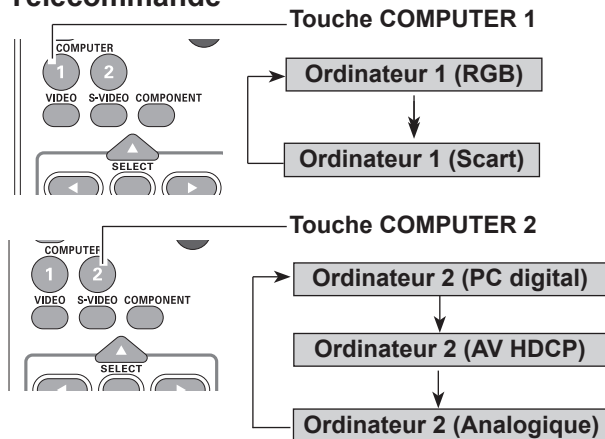 Télécommande
Touche COMPUTER 1
COMPUTER
1 2
VIDEO S-VIDEO COMPONENT
SELECT
Ordinateur 1 (RGB)
Ordinateur 1 (Scart)
Touche COMPUTER 2
COMPUTER
1 2
VIDEO S-VIDEO COMPONENT
SELECT
Ordinateur 2 (PC digital)
Ordinateur 2 (AV HDCP)
Ordinateur 2 (Analogique)